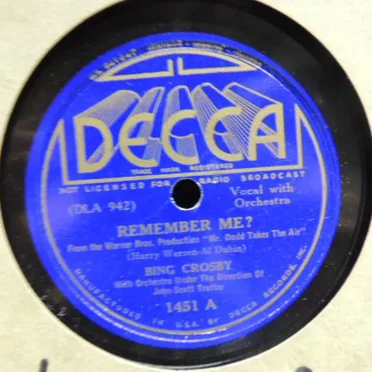 DECCA
TRADE MARK REGISTERED
NOT LICENSED FOR RADIO BROADCAST
(DLA 942)
Vocal with
Orchestra
REMEMBER ME?
From the Warner Bros. Production "Mr. Dodd Takes The Air"
(Harry Warren-Al Dubin)
BING CROSBY
With Orchestra Under The Direction Of
John Scott Trotter
1451 A
MANUFACTURED IN U.S.A. BY DECCA RECORDS, INC.